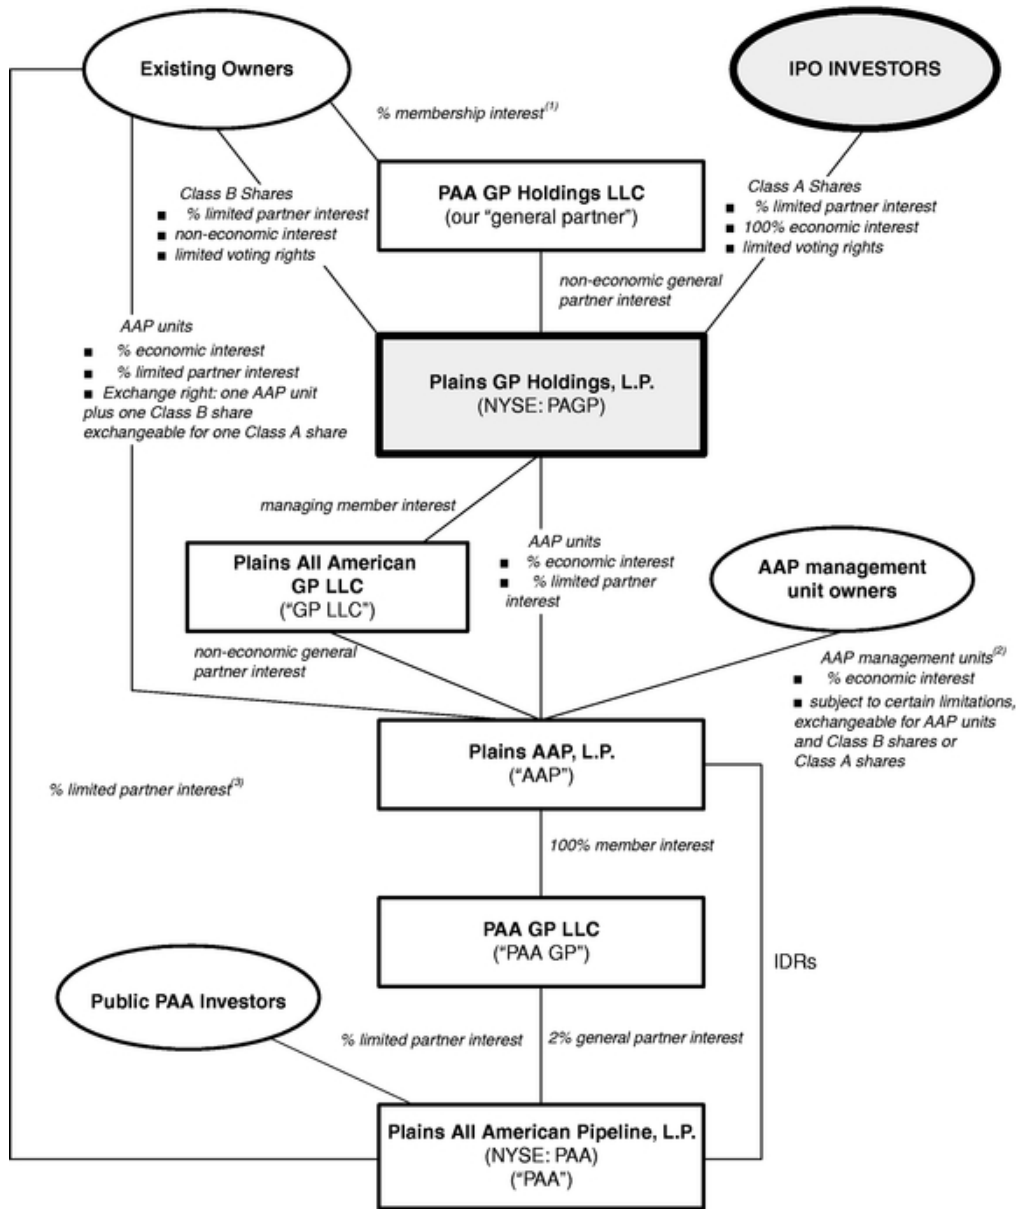 Existing Owners
IPO INVESTORS
% membership interest(1)
PAA GP Holdings LLC
(our “general partner”)
Class B Shares
■ % limited partner interest
■ non-economic interest
■ limited voting rights
Class A Shares
■ % limited partner interest
■ 100% economic interest
■ limited voting rights
non-economic general
partner interest
AAP units
■ % economic interest
■ % limited partner interest
■ Exchange right: one AAP unit
plus one Class B share
exchangeable for one Class A share
Plains GP Holdings, L.P.
(NYSE: PAGP)
managing member interest
Plains All American
GP LLC
(“GP LLC”)
AAP units
■ % economic interest
■ % limited partner
interest
AAP management
unit owners
non-economic general
partner interest
AAP management units(2)
■ % economic interest
■ subject to certain limitations,
exchangeable for AAP units
and Class B shares or
Class A shares
Plains AAP, L.P.
(“AAP”)
% limited partner interest(3)
100% member interest
PAA GP LLC
(“PAA GP”)
IDRs
Public PAA Investors
% limited partner interest
2% general partner interest
Plains All American Pipeline, L.P.
(NYSE: PAA)
(“PAA”)